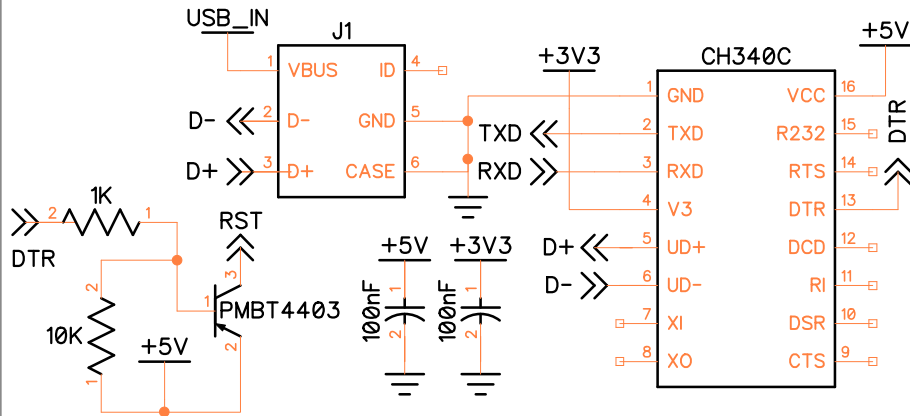 USB_IN
J1
1 VBUS ID 4
D- 2 D- GND 5
D+ 3 D+ CASE 6
+3V3
CH340C
+5V
1 GND VCC 16
TXD 2 TXD R232 15
RXD 3 RXD RTS 14
4 V3 DTR 13
DTR
D+ 5 UD+ DCD 12
D- 6 UD- RI 11
7 XI DSR 10
8 XO CTS 9
1K
2 1
DTR
RST
3
1 PMBT4403
2
2
10K
1
+5V
+5V
1
100nF
2
+3V3
1
100nF
2